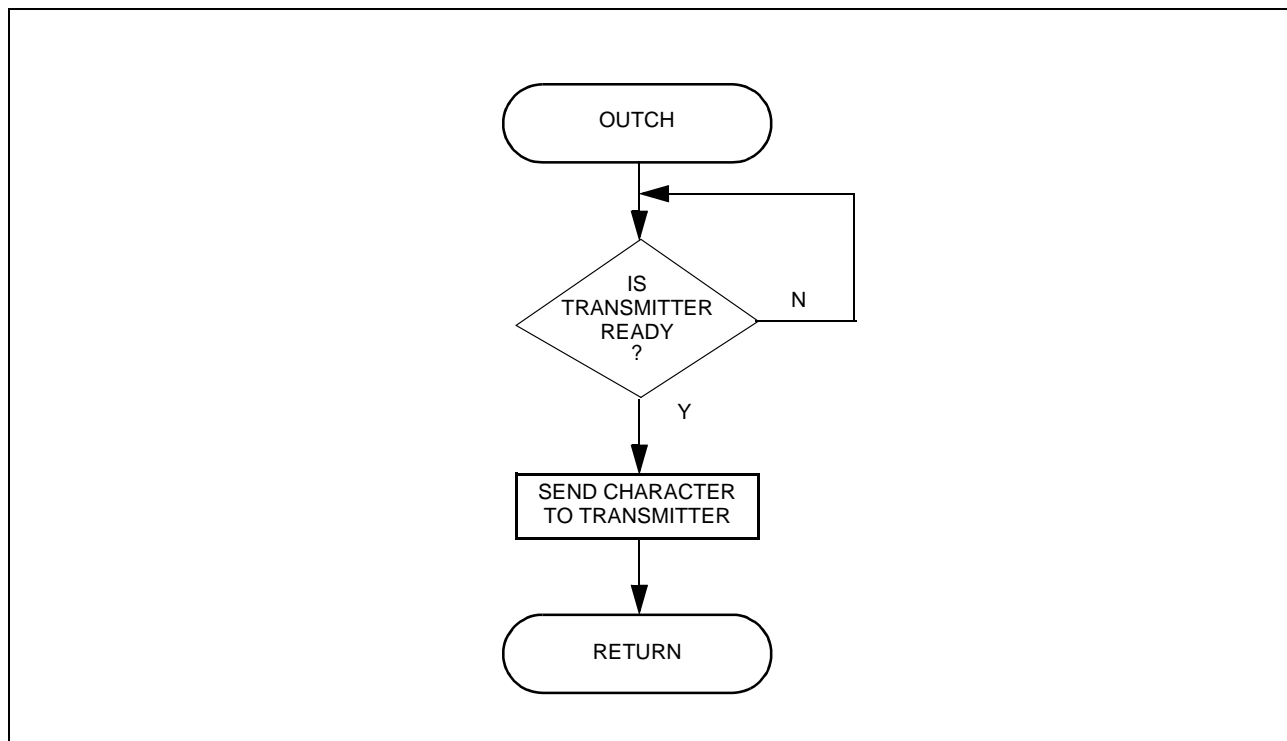 OUTCH
IS
TRANSMITTER
READY
?
N
Y
SEND CHARACTER
TO TRANSMITTER
RETURN